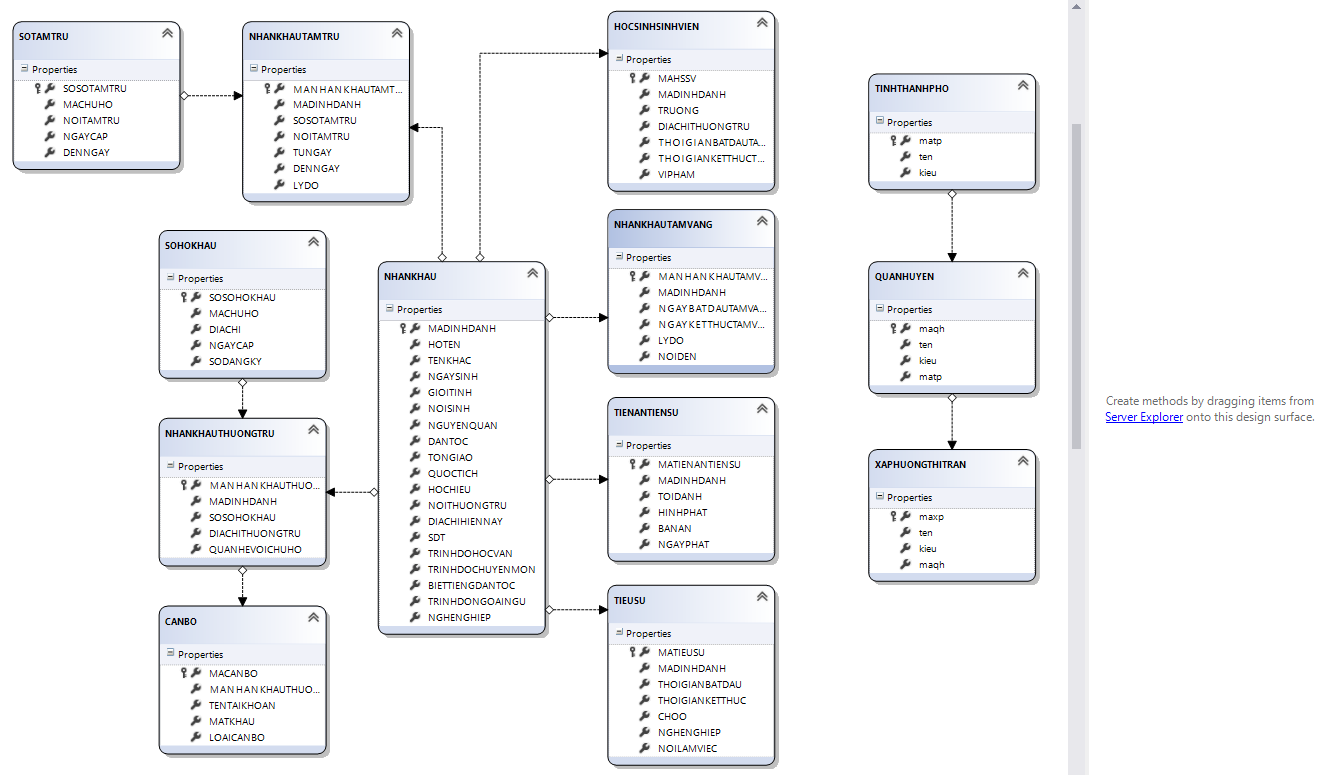 SOTAMTRU
Properties
SOSOTAMTRU
MACHUHO
NOITAMTRU
NGAYCAP
DENNGAY
NHANKHAUTAMTRU
Properties
MANHANKHAUTAMT...
MADINHDANH
SOSOTAMTRU
NOITAMTRU
TUNGAY
DENNGAY
LYDO
HOCSINHSINHVIEN
Properties
MAHSSV
MADINHDANH
TRUONG
DIACHITHUONGTRU
THOIGIANBATDAUTA...
THOIGIANKETTHUCT...
VIPHAM
TINHTHANHPHO
Properties
matp
ten
kieu
SOHOKHAU
Properties
SOSOHOKHAU
MACHUHO
DIACHI
NGAYCAP
SODANGKY
NHANKHAU
Properties
MADINHDANH
HOTEN
TENKHAC
NGAYSINH
GIOITINH
NOISINH
NGUYENQUAN
DANTOC
TONGIAO
QUOCTICH
HOCHIEU
NOITHUONGTRU
DIACHIHIENNAY
SDT
TRINHDOHOCVAN
TRINHDOCHUYENMON
BIETTIENGDANTOC
TRINHDONGOAINGU
NGHENGHIEP
NHANKHAUTAMVANG
Properties
MANHANKHAUTAMV...
MADINHDANH
NGAYBATDAUTAMVA...
NGAYKETTHUCTAMV...
LYDO
NOIDEN
QUANHUYEN
Properties
maqh
ten
kieu
matp
NHANKHAUTHUONGTRU
Properties
MANHANKHAUTHUO...
MADINHDANH
SOSOHOKHAU
DIACHITHUONGTRU
QUANHEVOICHUHO
TIENANTIENSU
Properties
MATIENANTIENSU
MADINHDANH
TOIDANH
HINHPHAT
BANAN
NGAYPHAT
XAPHUONGTHITRAN
Properties
maxp
ten
kieu
maqh
CANBO
Properties
MACANBO
MANHANKHAUTHUO...
TENTAIKHOAN
MATKHAU
LOAICANBO
TIEUSU
Properties
MATIEUSU
MADINHDANH
THOIGIANBATDAU
THOIGIANKETTHUC
CHOO
NGHENGHIEP
NOILAMVIEC
Create methods by dragging items from
Server Explorer onto this design surface.